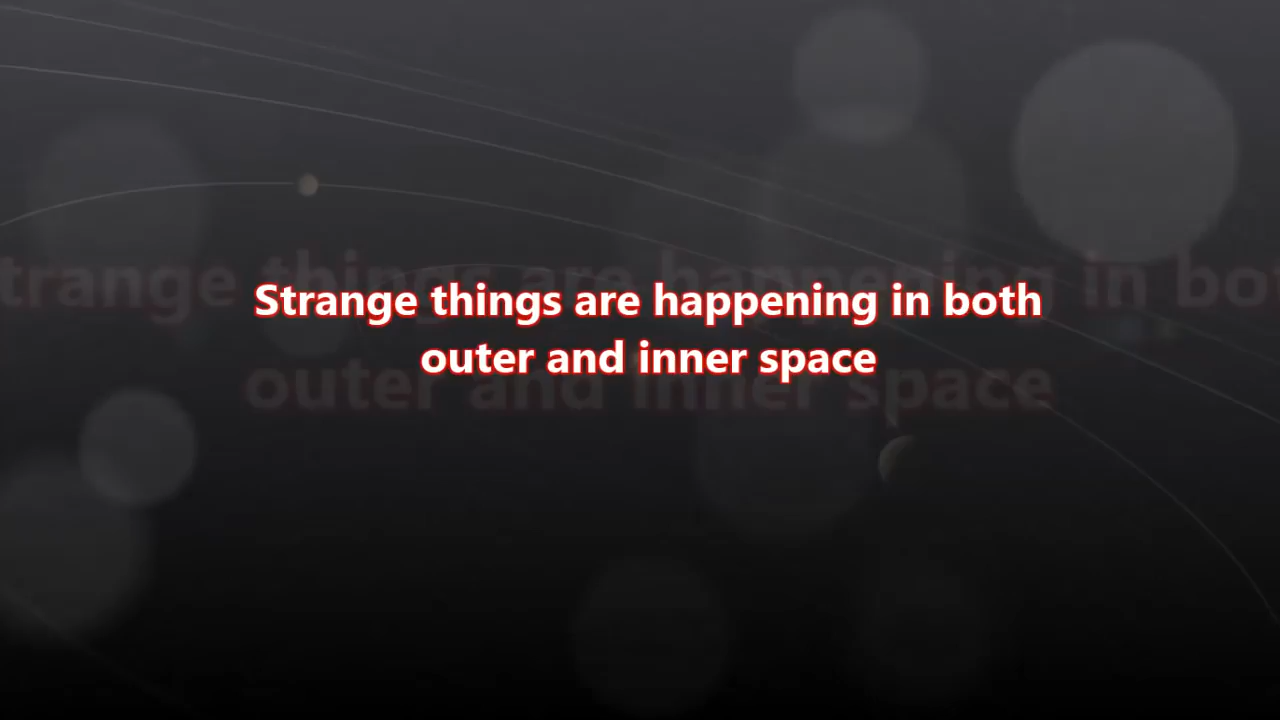 Strange things are happening in both
outer and inner space